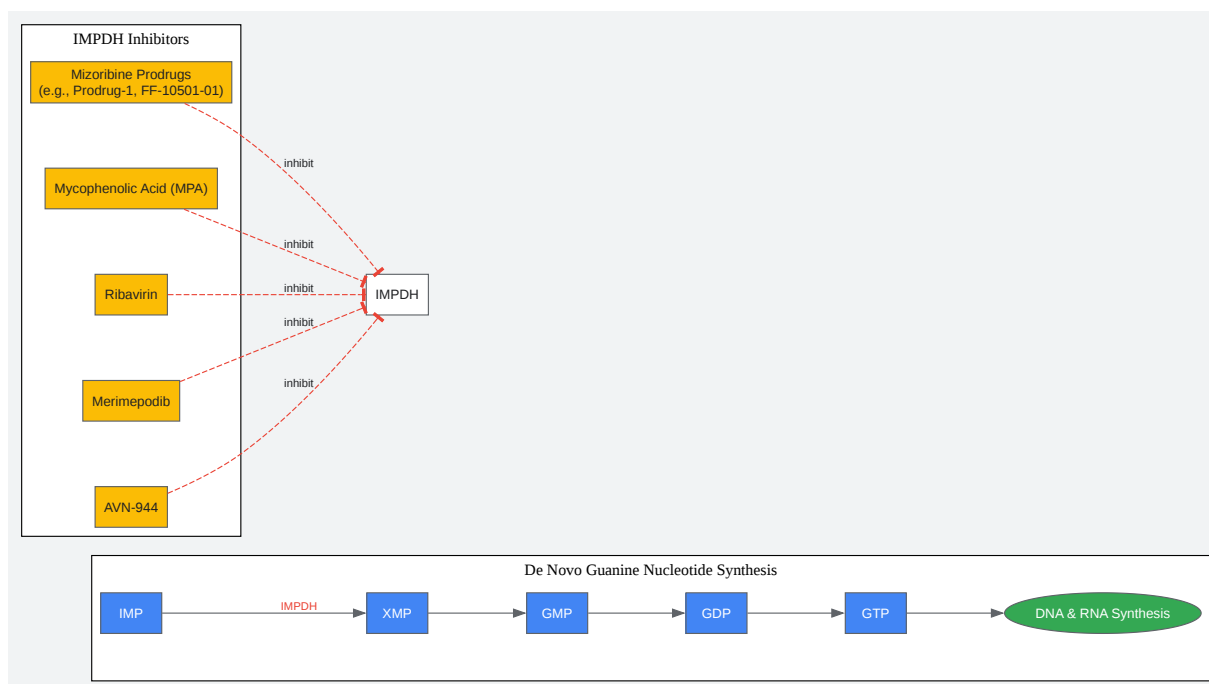 IMPDH Inhibitors
Mizoribine Prodrugs
(e.g., Prodrug-1, FF-10501-01)
inhibit
Mycophenolic Acid (MPA)
inhibit
Ribavirin
inhibit
IMPDH
inhibit
Merimepodib
inhibit
AVN-944
De Novo Guanine Nucleotide Synthesis
IMP
IMPDH
XMP
GMP
GDP
GTP
DNA & RNA Synthesis